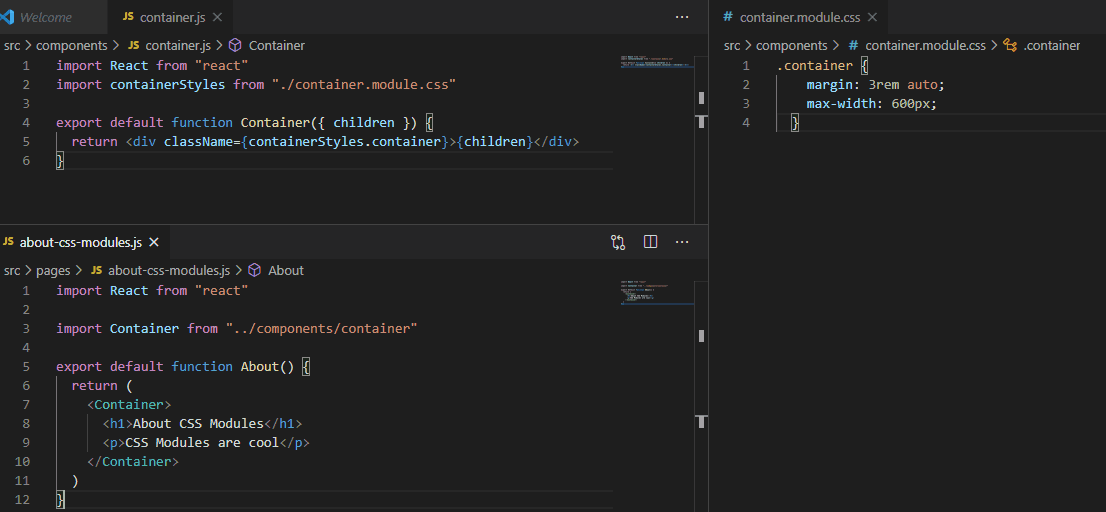 Welcome
JS container.js
src > components > JS container.js > Container
1 import React from "react"
2 import containerStyles from "./container.module.css"
3
4 export default function Container({ children }) {
5 return <div className={containerStyles.container}>{children}</div>
6 }
JS about-css-modules.js
src > pages > JS about-css-modules.js > About
1 import React from "react"
2
3 import Container from "../components/container"
4
5 export default function About() {
6 return (
7 <Container>
8 <h1>About CSS Modules</h1>
9 <p>CSS Modules are cool</p>
10 </Container>
11 )
12 }
# container.module.css
src > components > # container.module.css > .container
1 .container {
2 margin: 3rem auto;
3 max-width: 600px;
4 }